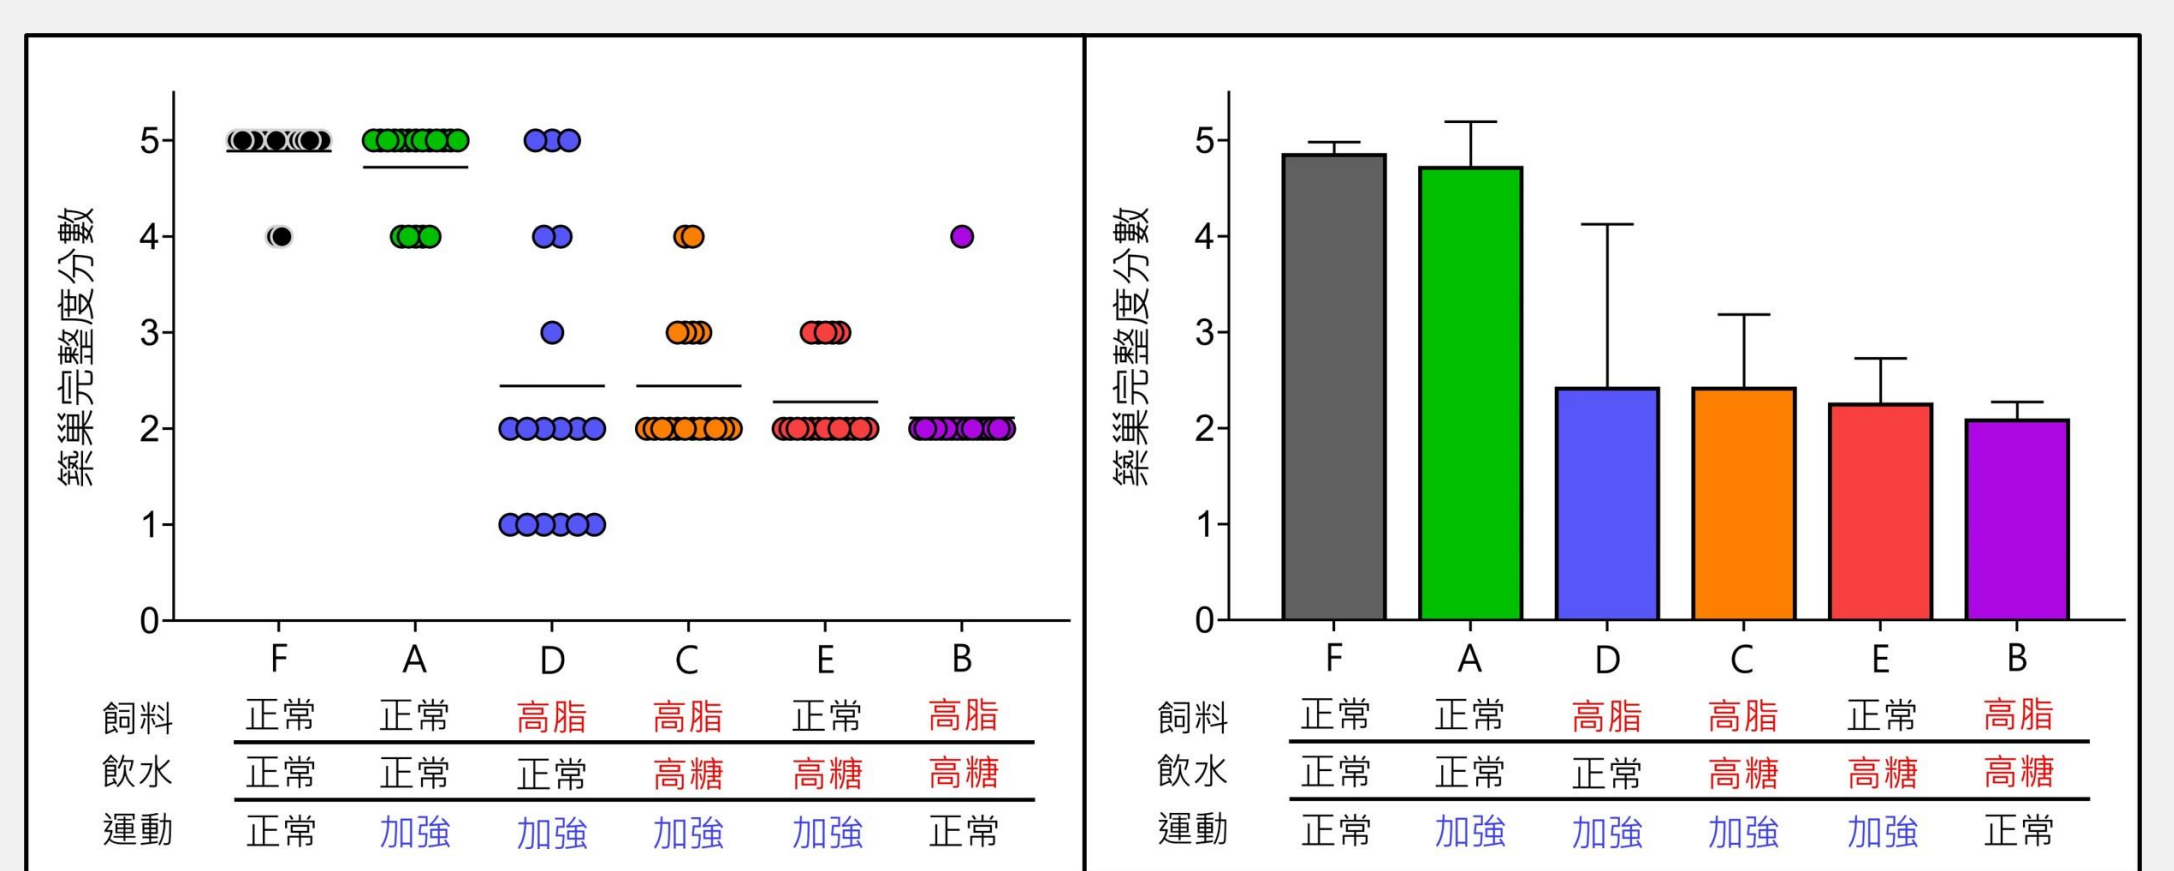 築巢完整度分數
5
4
3
2
1
0
F A D C E B
飼料 正常 正常 高脂 高脂 正常 高脂
飲水 正常 正常 正常 高糖 高糖 高糖
運動 正常 加強 加強 加強 加強 正常
築巢完整度分數
5
4
3
2
1
0
F A D C E B
飼料 正常 正常 高脂 高脂 正常 高脂
飲水 正常 正常 正常 高糖 高糖 高糖
運動 正常 加強 加強 加強 加強 正常